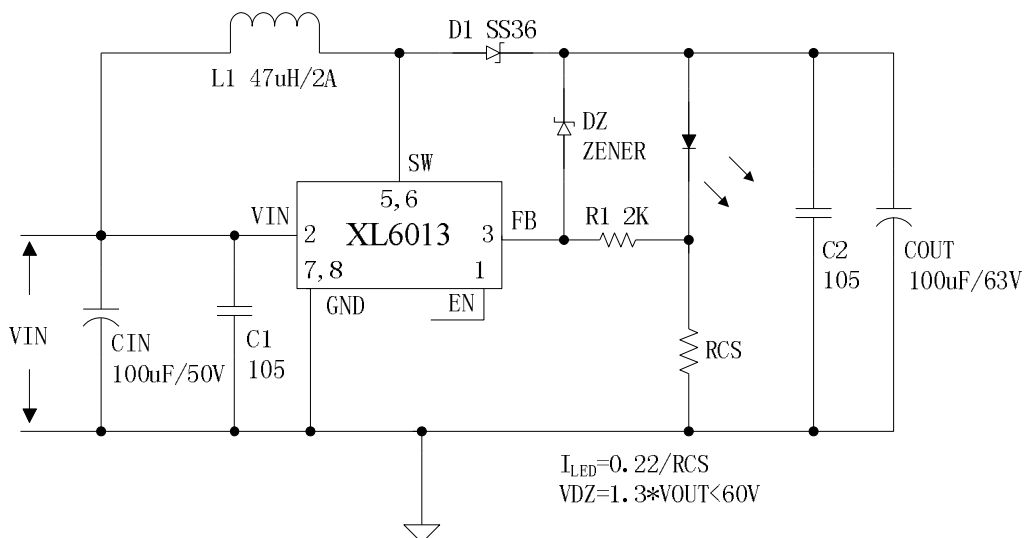 D1 SS36
L1 47uH/2A
DZ
ZENER
SW
5,6
VIN
FB
R1 2K
2
XL6013
3
7,8
1
C2
105
COUT
100uF/63V
GND
EN
VIN
CIN
100uF/50V
C1
105
RCS
ILED=0.22/RCS
VDZ=1.3*VOUT<60V